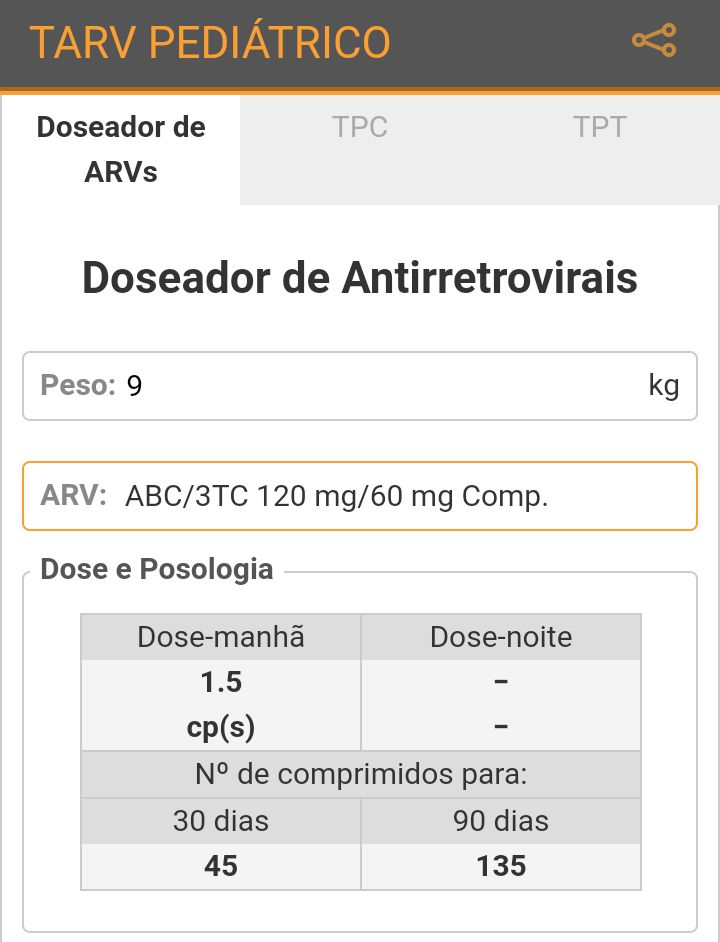 TARV PEDIÁTRICO
Doseador de ARVs
TPC
TPT
Doseador de Antirretrovirais
Peso: 9 kg
ARV: ABC/3TC 120 mg/60 mg Comp.
Dose e Posologia
Dose-manhã Dose-noite
1.5 –
cp(s) –
Nº de comprimidos para:
30 dias 90 dias
45 135